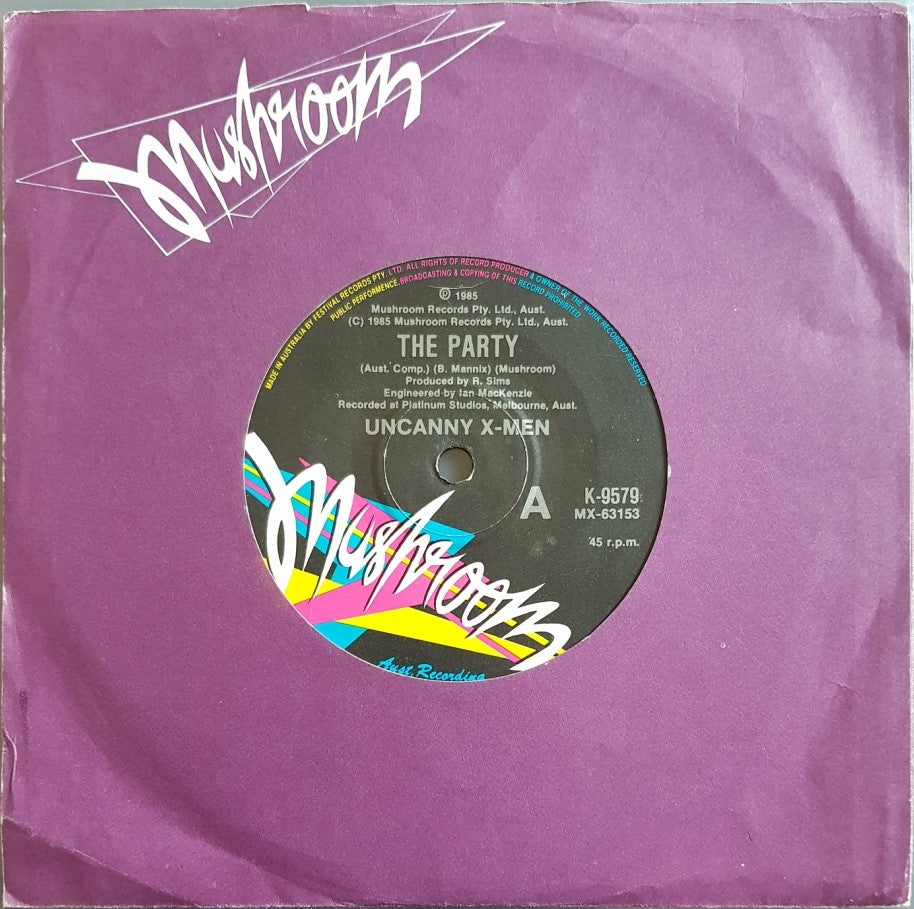 Mushroom
MADE IN AUSTRALIA BY FESTIVAL RECORDS PTY. LTD. ALL RIGHTS OF RECORD PRODUCER & OWNER OF THE WORK RECORDED RESERVED
PUBLIC PERFORMENCE. BROADCASTING & COPYING OF THIS RECORD PROHIBITED
℗ 1985
Mushroom Records Pty. Ltd., Aust.
(C) 1985 Mushroom Records Pty. Ltd., Aust.
THE PARTY
(Aust. Comp.) (B. Mannix) (Mushroom)
Produced by R. Sims
Engineered by Ian MacKenzie
Recorded at Platinum Studios, Melbourne, Aust.
UNCANNY X-MEN
A
K-9579
MX-63153
45 r.p.m.
Mushroom
Aust. Recording